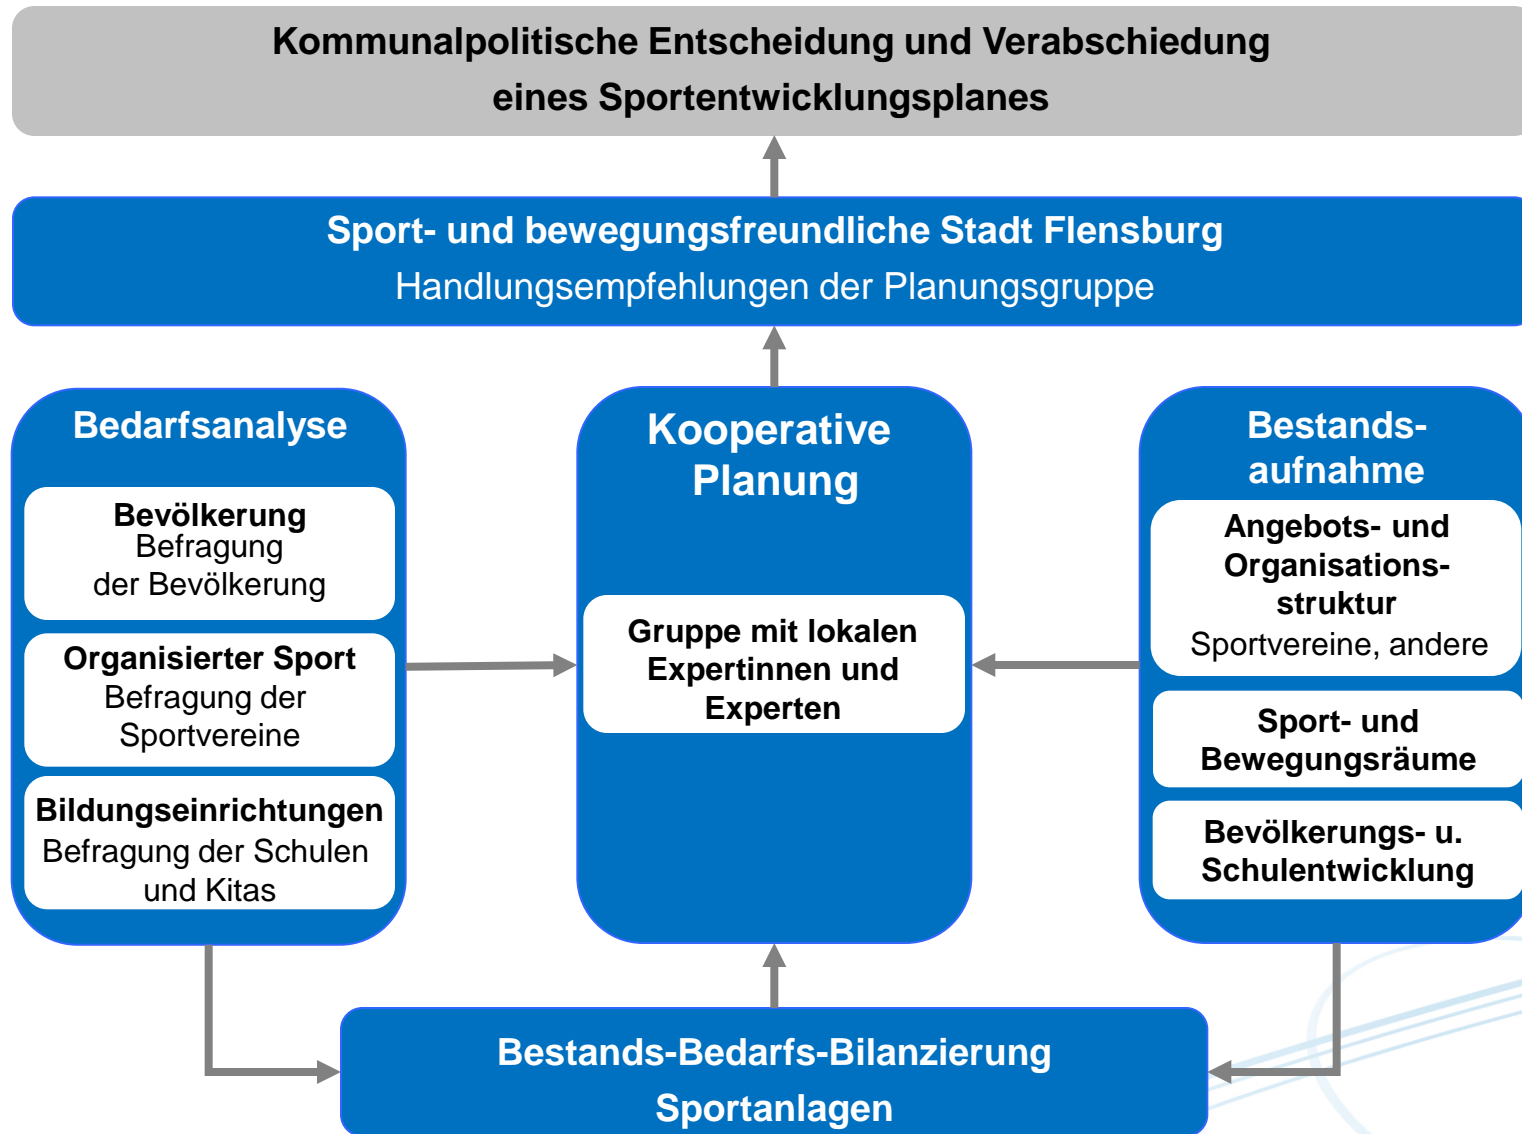 Kommunalpolitische Entscheidung und Verabschiedung
eines Sportentwicklungsplanes
Sport- und bewegungsfreundliche Stadt Flensburg
Handlungsempfehlungen der Planungsgruppe
Bedarfsanalyse
Bevölkerung
Befragung
der Bevölkerung
Organisierter Sport
Befragung der
Sportvereine
Bildungseinrichtungen
Befragung der Schulen
und Kitas
Kooperative
Planung
Gruppe mit lokalen
Expertinnen und
Experten
Bestands-
aufnahme
Angebots- und
Organisations-
struktur
Sportvereine, andere
Sport- und
Bewegungsräume
Bevölkerungs- u.
Schulentwicklung
Bestands-Bedarfs-Bilanzierung
Sportanlagen